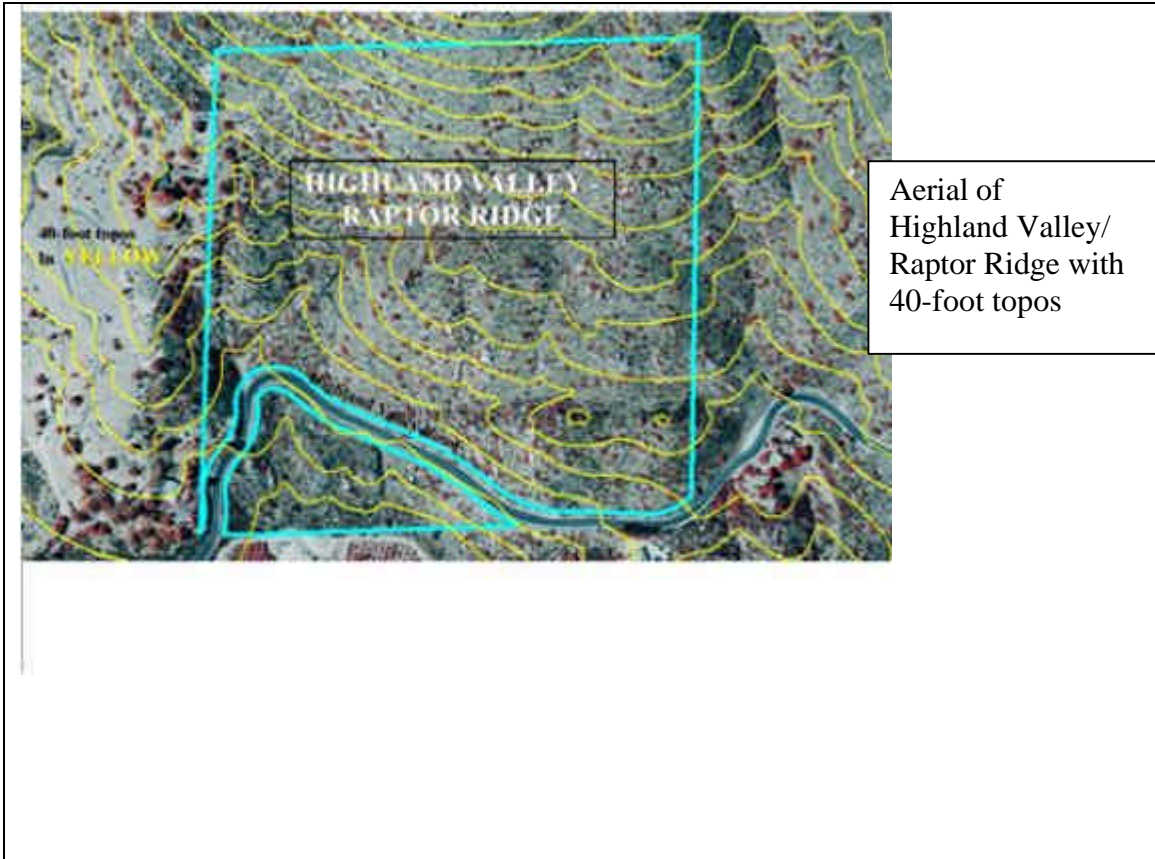 HIGHLAND VALLEY -
RAPTOR RIDGE
40-foot topos
In YELLOW
Aerial of
Highland Valley/
Raptor Ridge with
40-foot topos